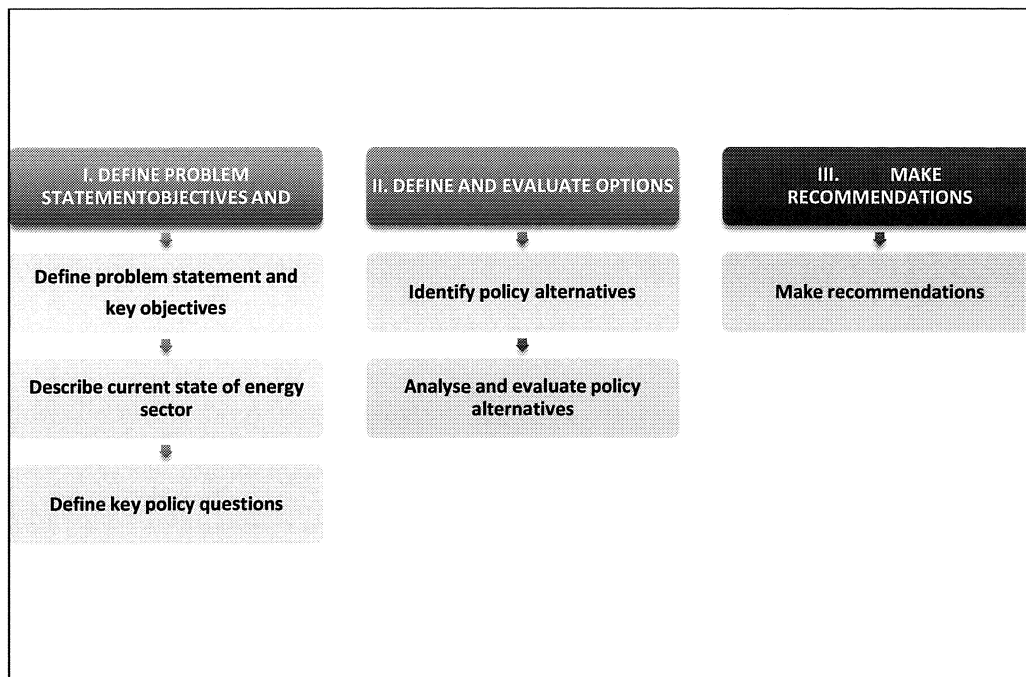 I. DEFINE PROBLEM
STATEMENTOBJECTIVES AND
Define problem statement and
key objectives
Describe current state of energy
sector
Define key policy questions
II. DEFINE AND EVALUATE OPTIONS
Identify policy alternatives
Analyse and evaluate policy
alternatives
III. MAKE
RECOMMENDATIONS
Make recommendations